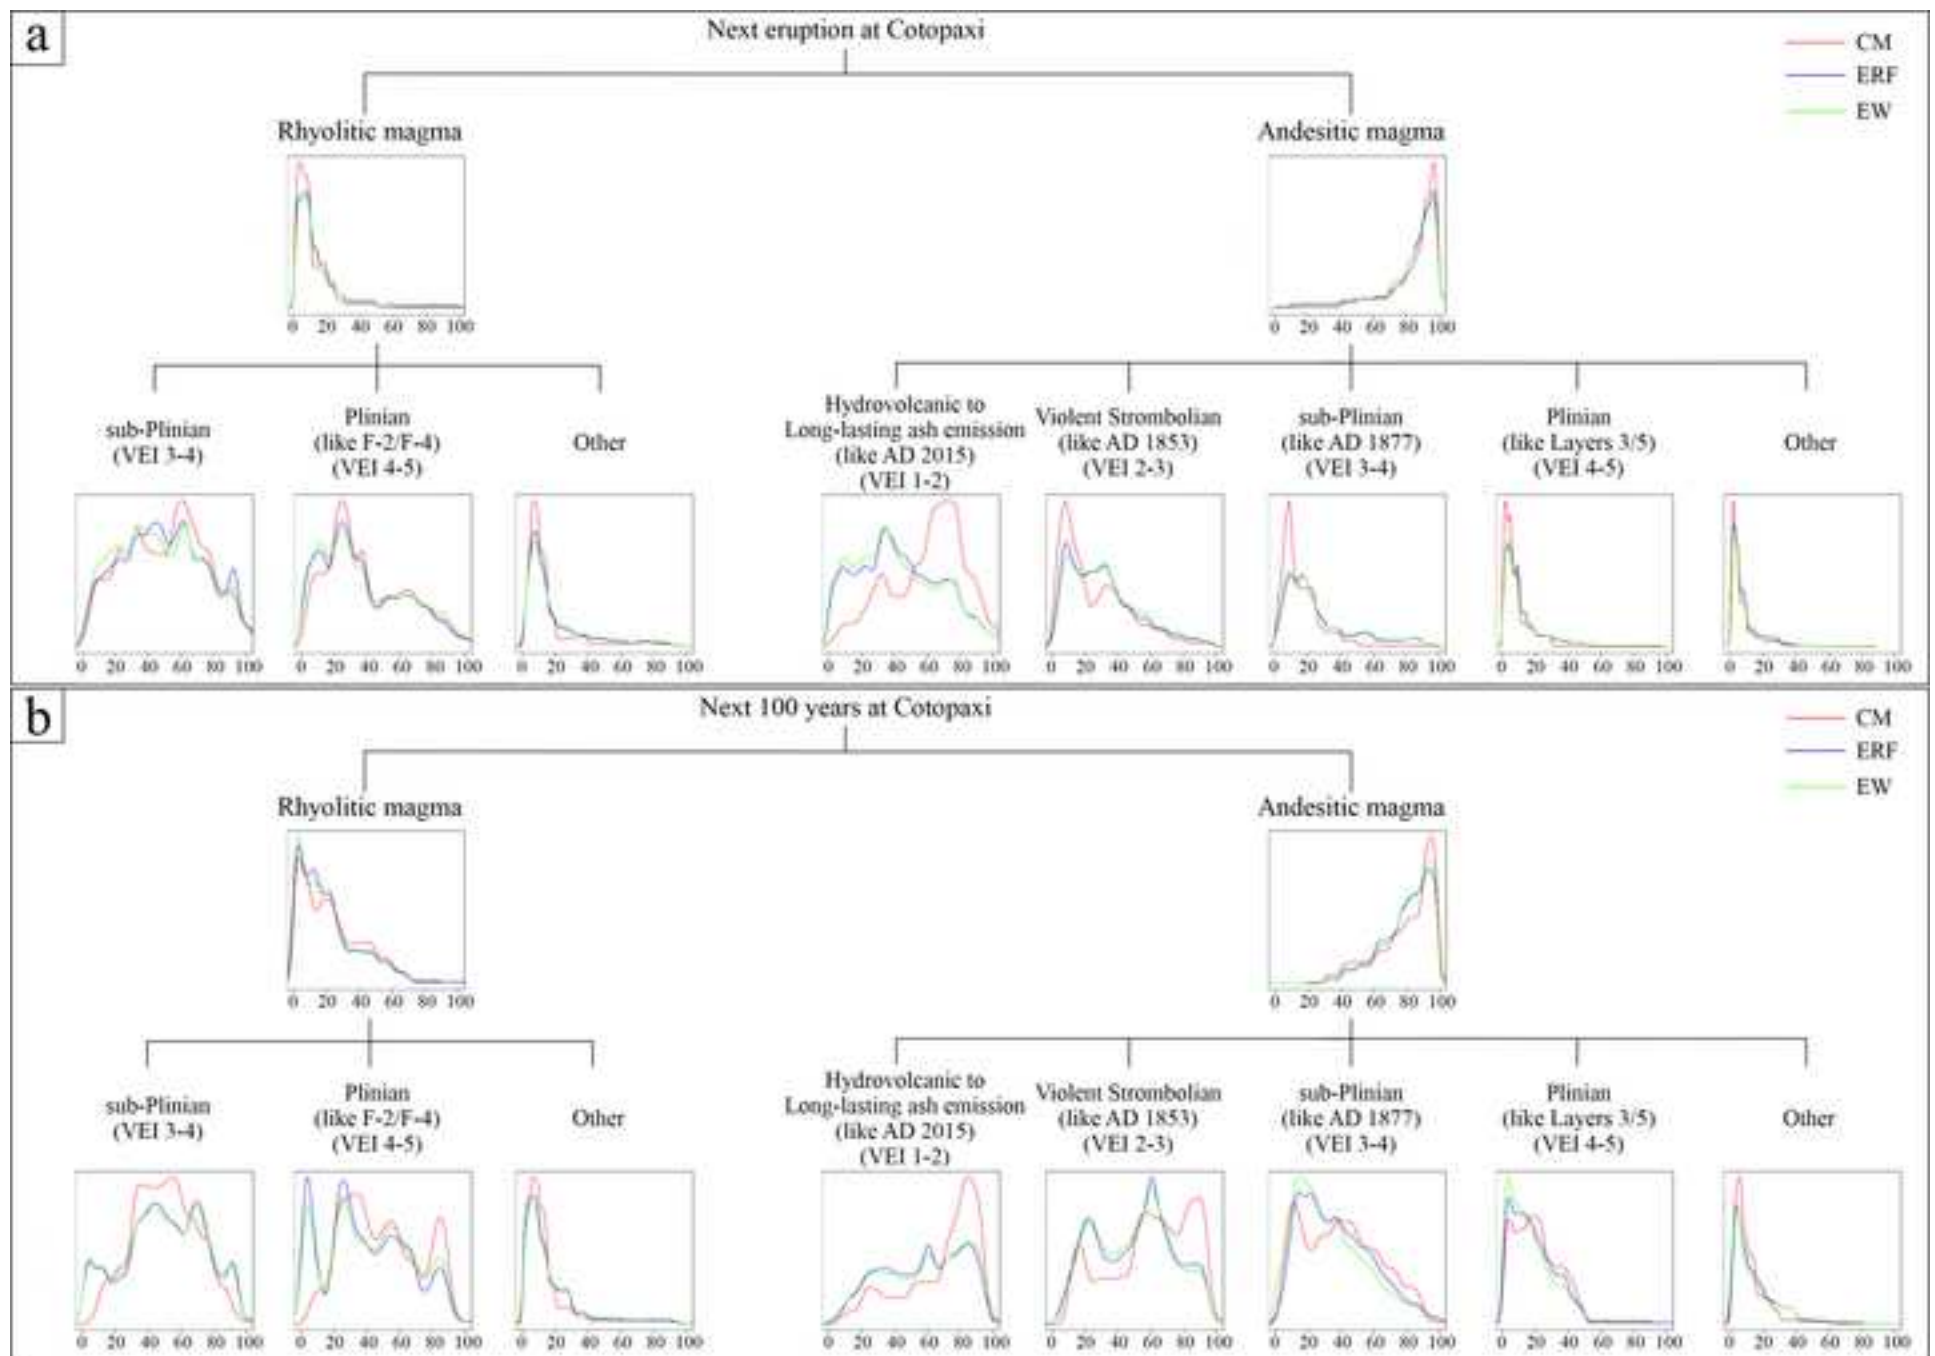 a
Next eruption at Cotopaxi
CM
ERF
EW
Rhyolitic magma
Andesitic magma
0 20 40 60 80 100
0 20 40 60 80 100
sub-Plinian
(VEI 3-4)
Plinian
(like F-2/F-4)
(VEI 4-5)
Other
Hydrovolcanic to
Long-lasting ash emission
(like AD 2015)
(VEI 1-2)
Violent Strombolian
(like AD 1853)
(VEI 2-3)
sub-Plinian
(like AD 1877)
(VEI 3-4)
Plinian
(like Layers 3/5)
(VEI 4-5)
Other
0 20 40 60 80 100
0 20 40 60 80 100
0 20 40 60 80 100
0 20 40 60 80 100
0 20 40 60 80 100
0 20 40 60 80 100
0 20 40 60 80 100
0 20 40 60 80 100
b
Next 100 years at Cotopaxi
CM
ERF
EW
Rhyolitic magma
Andesitic magma
0 20 40 60 80 100
0 20 40 60 80 100
sub-Plinian
(VEI 3-4)
Plinian
(like F-2/F-4)
(VEI 4-5)
Other
Hydrovolcanic to
Long-lasting ash emission
(like AD 2015)
(VEI 1-2)
Violent Strombolian
(like AD 1853)
(VEI 2-3)
sub-Plinian
(like AD 1877)
(VEI 3-4)
Plinian
(like Layers 3/5)
(VEI 4-5)
Other
0 20 40 60 80 100
0 20 40 60 80 100
0 20 40 60 80 100
0 20 40 60 80 100
0 20 40 60 80 100
0 20 40 60 80 100
0 20 40 60 80 100
0 20 40 60 80 100